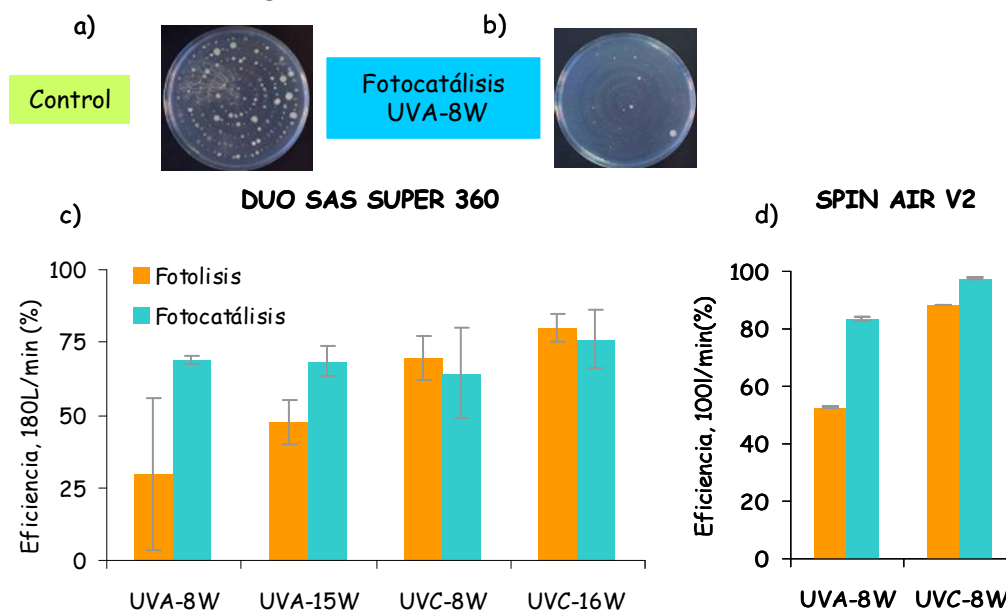 a)
b)
Control
Fotocatálisis
UVA-8W
DUO SAS SUPER 360
SPIN AIR V2
c)
d)
Eficiencia, 180L/min (%)
100
75
50
25
0
Fotolisis
Fotocatálisis
UVA-8W
UVA-15W
UVC-8W
UVC-16W
Eficiencia, 100l/min(%)
100
80
60
40
20
0
UVA-8W
UVC-8W